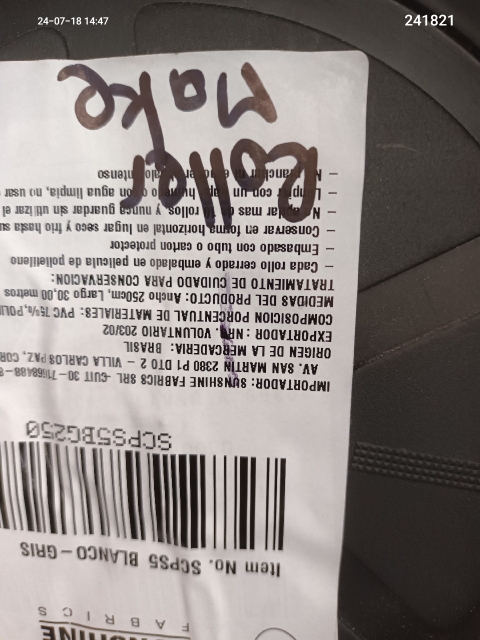 24-07-18 14:47
241821
FABRICS
Item No. SCPS5 BLANCO-GRIS
SCPS5BG250
IMPORTADOR: SUNSHINE FABRICS SRL -CUIT 30-
AV. SAN MARTIN 2380 P1 DTO 2 - VILLA CARLOS PAZ,
ORIGEN DE LA MERCADERIA: BRASIL
EXPORTADOR: NRº. VOLUNTARIO 203/02
COMPOSICION PORCENTUAL DE MATERIALES: PVC 75%,
MEDIDAS DEL PRODUCTO: Ancho 250cm, Largo 30,00 metros
TRATAMIENTO DE CUIDADO PARA CONSERVACION:
- Cada rollo cerrado y embalado en película de polietileno
- Embasado con tubo o carton protector
- Conservar en forma horizontal en lugar seco y frio hasta su
- No apilar mas de 10 rollos, y nunca guardar sin utilizar el
- Limpiar con un húmedo con agua limpia, no usar
- intenso
Roller
Make